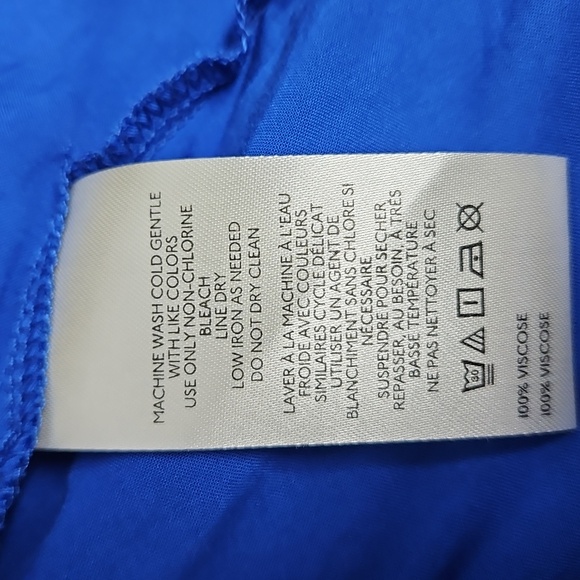 MACHINE WASH COLD GENTLE
WITH LIKE COLORS
USE ONLY NON-CHLORINE
BLEACH
LINE DRY
LOW IRON AS NEEDED
DO NOT DRY CLEAN
LAVER À LA MACHINE À L'EAU
FROIDE AVEC COULEURS
SIMILAIRES CYCLE DÉLICAT
UTILISER UN AGENT DE
BLANCHIMENT SANS CHLORE SI
NÉCESSAIRE
SUSPENDRE POUR SÉCHER
REPASSER, AU BESOIN, À TRÈS
BASSE TEMPÉRATURE
NE PAS NETTOYER À SEC
30
100% VISCOSE
100% VISCOSE